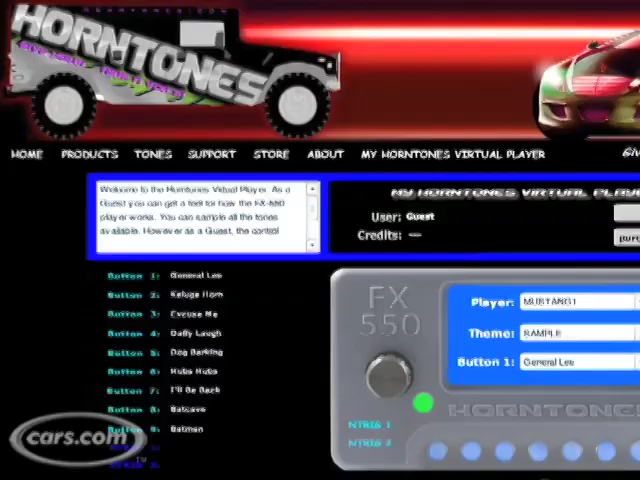 HORNTONES
HOME PRODUCTS TONES SUPPORT STORE ABOUT MY HORNTONES VIRTUAL PLAYER
Welcome to the Horntones Virtual Player. As a
Guest you can get a feel for how the FX-550
player works. You can sample all the tones
available. However as a Guest, the control
MY HORNTONES VIRTUAL PLAYE
User: Guest
Credits: ---
Button 1: General Lee
Button 2: Kaluga Horn
Button 3: Excuse Me
Button 4: Daffy Laugh
Button 5: Dog Barking
Button 6: Hubs Hubs
Button 7: I'll Be Back
Button 8: Batcave
Button 9: Batman
FX
550
Player: MUSTANG1
Theme: SAMPLE
Button 1: General Lee
HORNTONES
cars.com